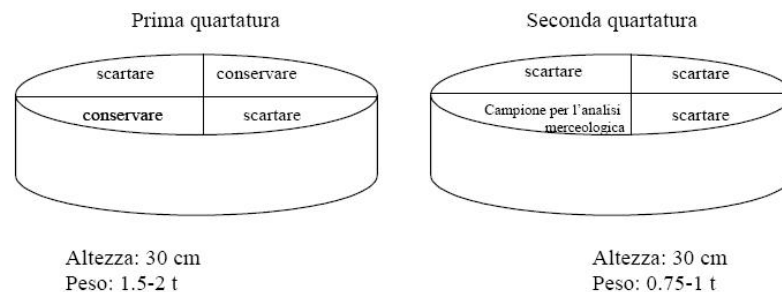 Prima quartatura
scartare
conservare
conservare
scartare
Altezza: 30 cm
Peso: 1.5-2 t
Seconda quartatura
scartare
scartare
Campione per l'analisi
merceologica
scartare
Altezza: 30 cm
Peso: 0.75-1 t